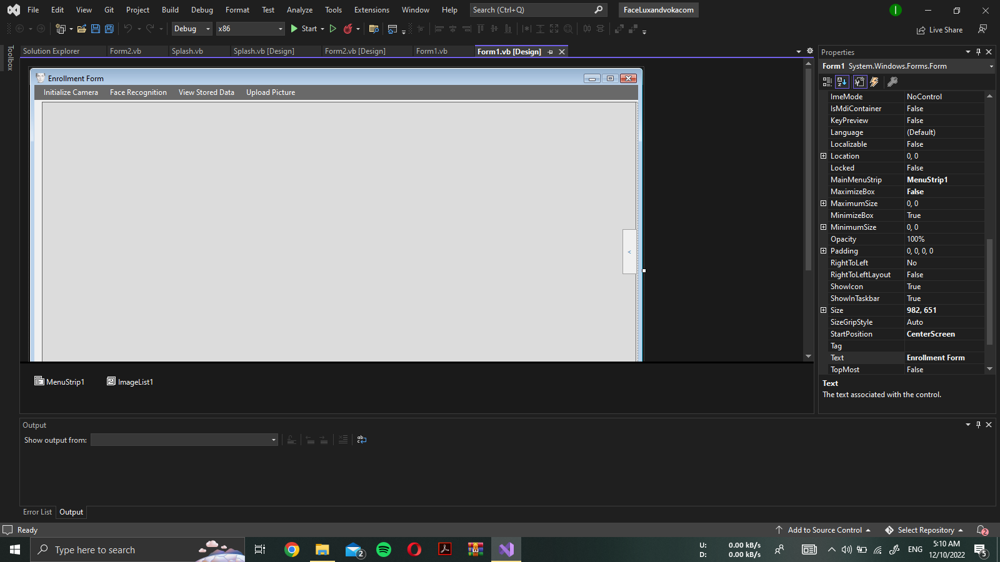 File Edit View Git Project Build Debug Format Test Analyze Tools Extensions Window Help Search (Ctrl+Q) FaceLuxandvokacom
Debug x86 Start Live Share
Toolbox
Solution Explorer Form2.vb Splash.vb Splash.vb [Design] Form2.vb [Design] Form1.vb Form1.vb [Design]
Enrollment Form
Initialize Camera Face Recognition View Stored Data Upload Picture
<
MenuStrip1 ImageList1
Properties
Form1 System.Windows.Forms.Form
ImeMode NoControl
IsMdiContainer False
KeyPreview False
Language (Default)
Localizable False
Location 0, 0
Locked False
MainMenuStrip MenuStrip1
MaximizeBox False
MaximumSize 0, 0
MinimizeBox True
MinimumSize 0, 0
Opacity 100%
Padding 0, 0, 0, 0
RightToLeft No
RightToLeftLayout False
ShowIcon True
ShowInTaskbar True
Size 982, 651
SizeGripStyle Auto
StartPosition CenterScreen
Tag
Text Enrollment Form
TopMost False
Text
The text associated with the control.
Output
Show output from:
Error List Output
Ready Add to Source Control Select Repository 2
Type here to search 2 U: 0.00 kB/s
D: 0.00 kB/s
ENG 5:10 AM
12/10/2022 5